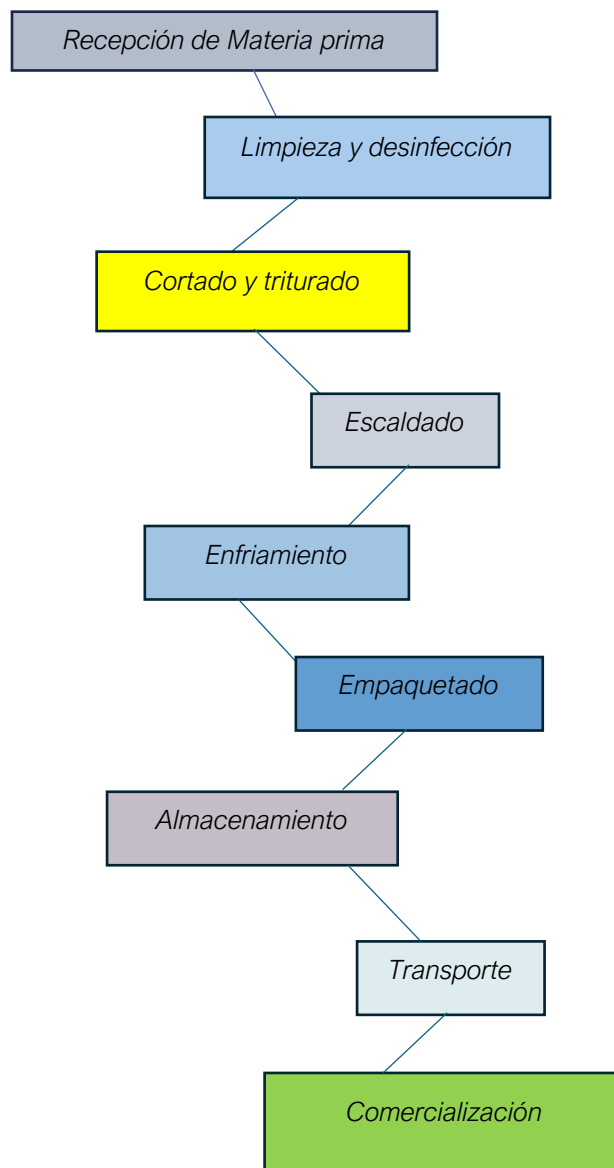 Recepción de Materia prima
Limpieza y desinfección
Cortado y triturado
Escaldado
Enfriamiento
Empaquetado
Almacenamiento
Transporte
Comercialización